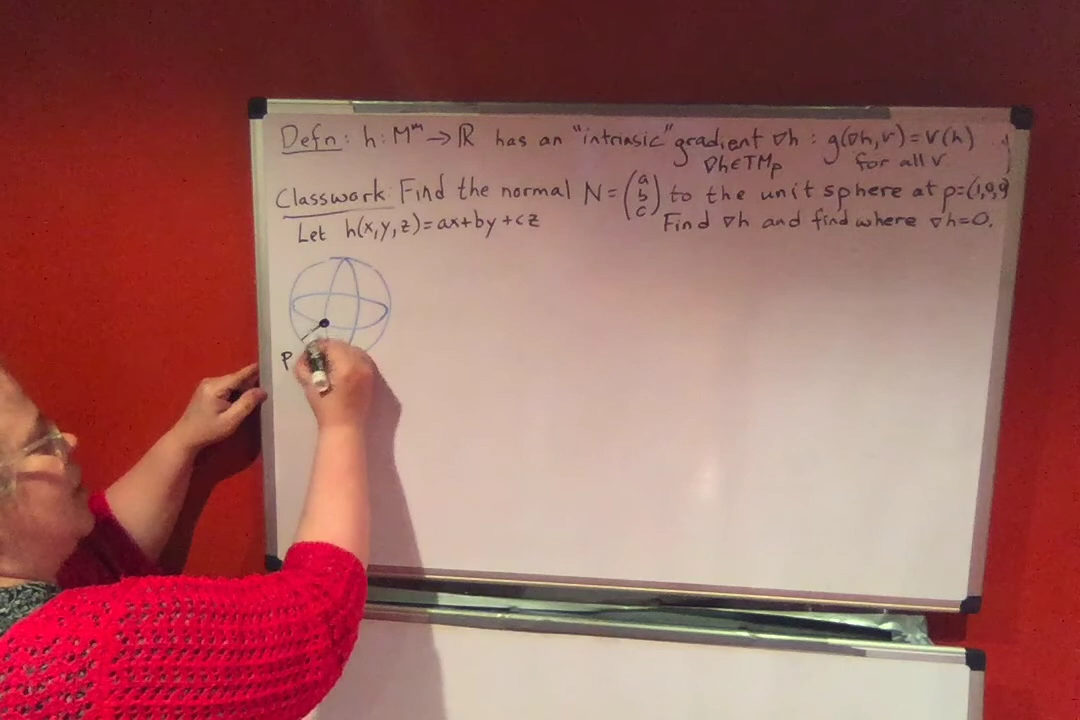 Defn: h: Mᵐ → ℝ has an "intrinsic" gradient ∇h : g(∇h,v)=v(h)
∇h∈TMp for all v
Classwork: Find the normal N=(a b c) to the unit sphere at p=(1,0,0)
Let h(x,y,z)=ax+by+cz Find ∇h and find where ∇h=0.
P